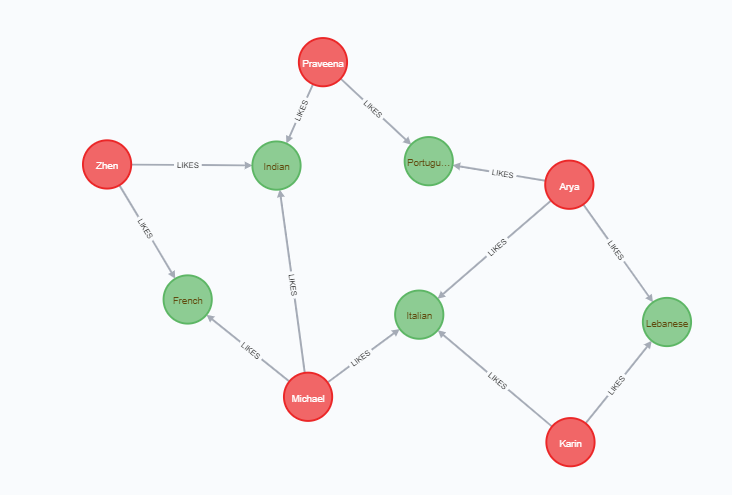 Praveena
LIKES
LIKES
Zhen
LIKES
Indian
Portugu...
LIKES
Arya
LIKES
LIKES
LIKES
LIKES
French
Italian
Lebanese
LIKES
LIKES
LIKES
LIKES
Michael
Karin